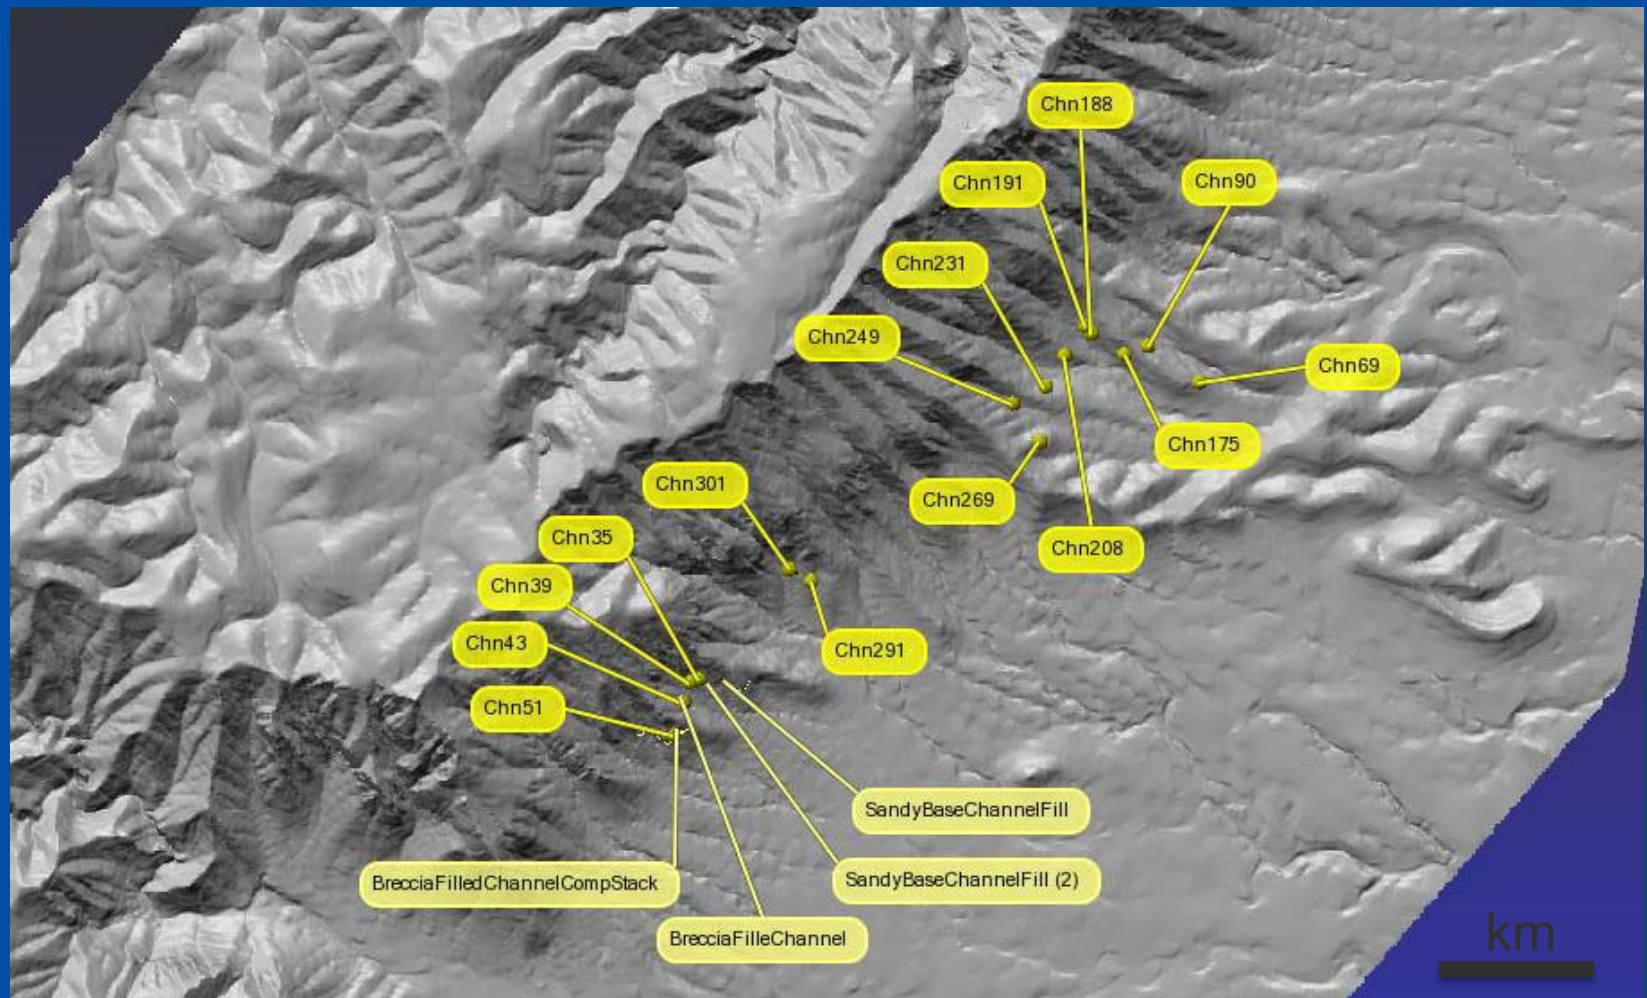 Chn188
Chn191
Chn90
Chn231
Chn249
Chn69
Chn175
Chn301
Chn269
Chn35
Chn208
Chn39
Chn43
Chn291
Chn51
SandyBaseChannelFill
BrecciaFilledChannelCompStack
SandyBaseChannelFill (2)
BrecciaFilleChannel
km